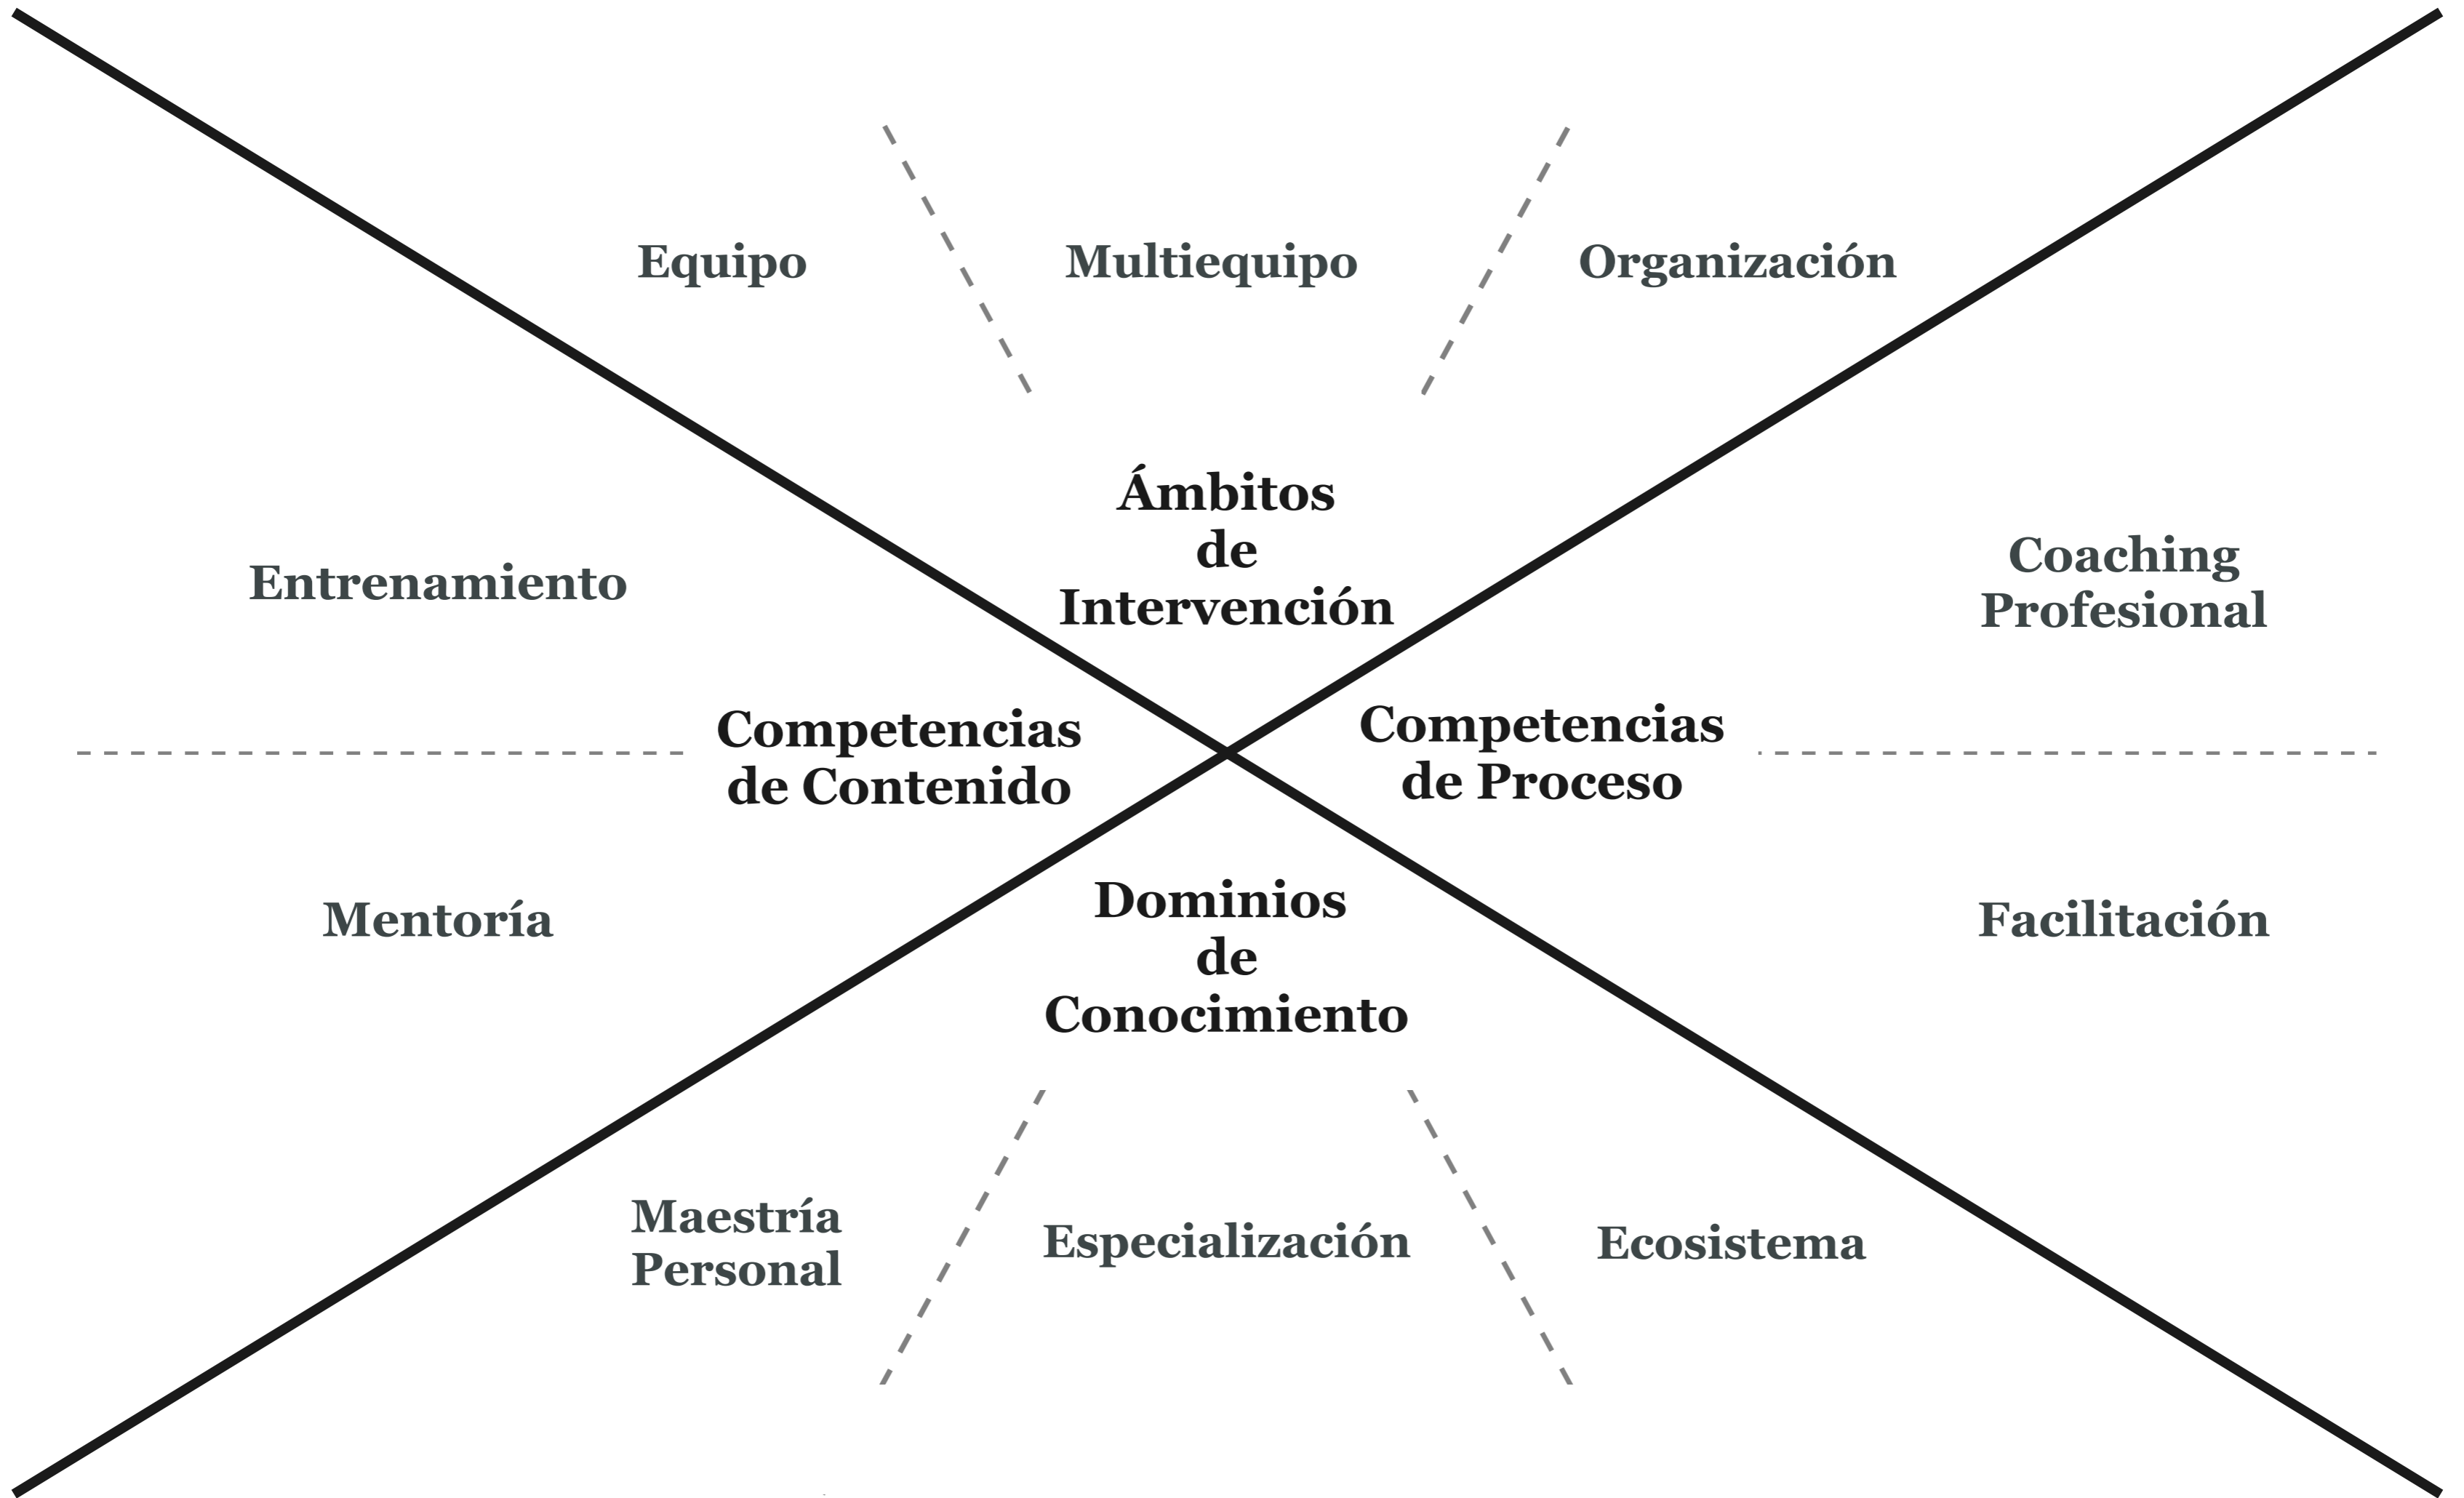 Equipo
Multiequipo
Organización
Ámbitos
de
Intervención
Entrenamiento
Coaching
Profesional
Competencias
de Contenido
Competencias
de Proceso
Mentoría
Dominios
de
Conocimiento
Facilitación
Maestría
Personal
Especialización
Ecosistema